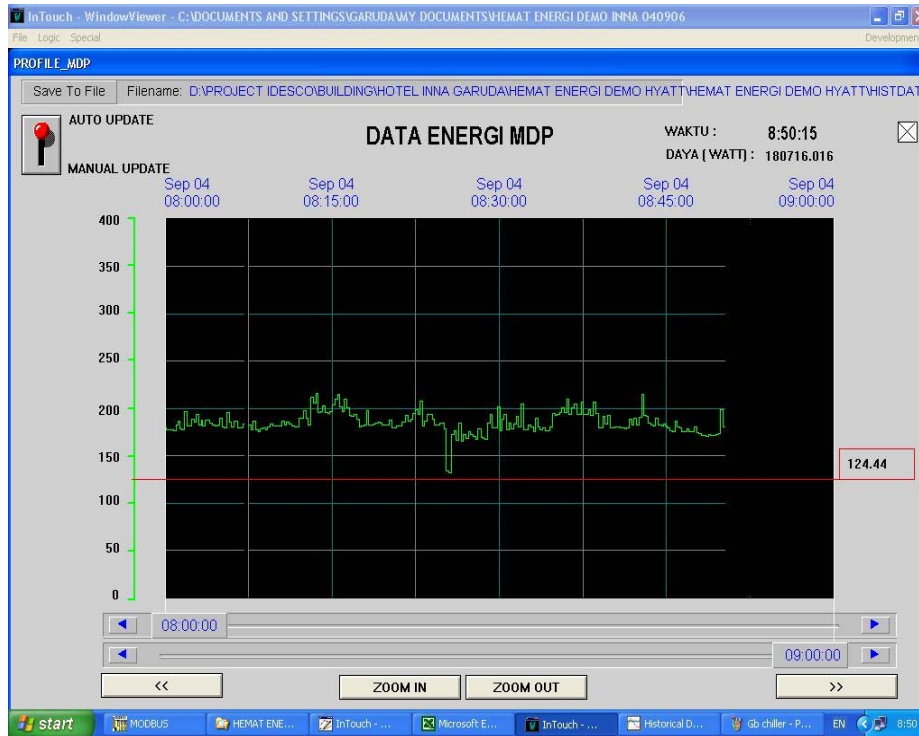 InTouch - WindowViewer - C:\DOCUMENTS AND SETTINGS\GARUDA\MY DOCUMENTS\HEMAT ENERGI DEMO INNA 040906
File Logic Special Developmen
PROFILE_MDP
Save To File Filename: D:\PROJECT IDESCO\BUILDING\HOTEL INNA GARUDA\HEMAT ENERGI DEMO HYATT\HEMAT ENERGI DEMO HYATT\HISTDAT
AUTO UPDATE
MANUAL UPDATE
DATA ENERGI MDP
WAKTU : 8:50:15
DAYA ( WATT) : 180716.016
Sep 04 Sep 04 Sep 04 Sep 04 Sep 04
08:00:00 08:15:00 08:30:00 08:45:00 09:00:00
400
350
300
250
200
150
124.44
100
50
0
08:00:00
09:00:00
<< ZOOM IN ZOOM OUT >>
start MODBUS HEMAT ENE... InTouch - ... Microsoft E... InTouch - ... Historical D... Gb chiller - P... EN 8:50